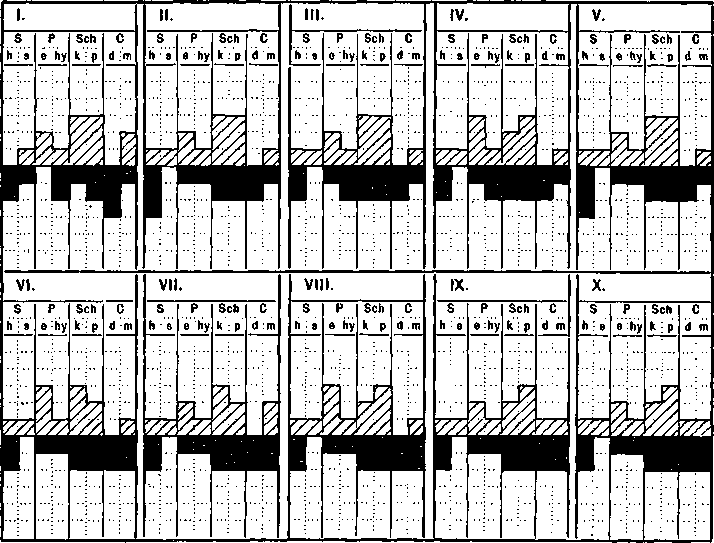 I. II. III. IV. V.
S P Sch C S P Sch C S P Sch C S P Sch C S P Sch C
h s e hy k p d m h s e hy k p d m h s e hy k p d m h s e hy k p d m h s e hy k p d m
VI. VII. VIII. IX. X.
S P Sch C S P Sch C S P Sch C S P Sch C S P Sch C
h s e hy k p d m h s e hy k p d m h s e hy k p d m h s e hy k p d m h s e hy k p d m